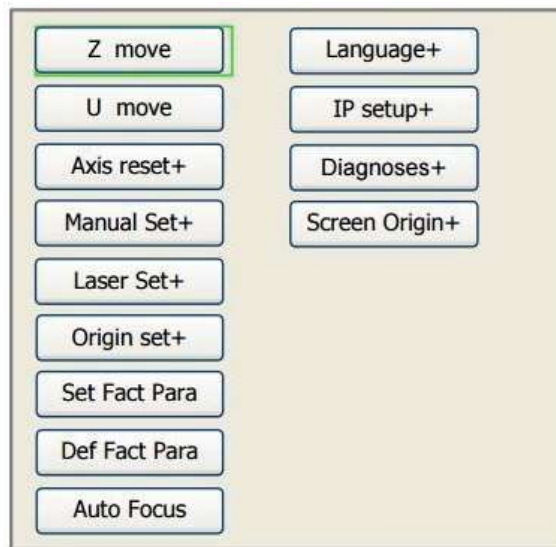 Z move
U move
Axis reset+
Manual Set+
Laser Set+
Origin set+
Set Fact Para
Def Fact Para
Auto Focus
Language+
IP setup+
Diagnoses+
Screen Origin+